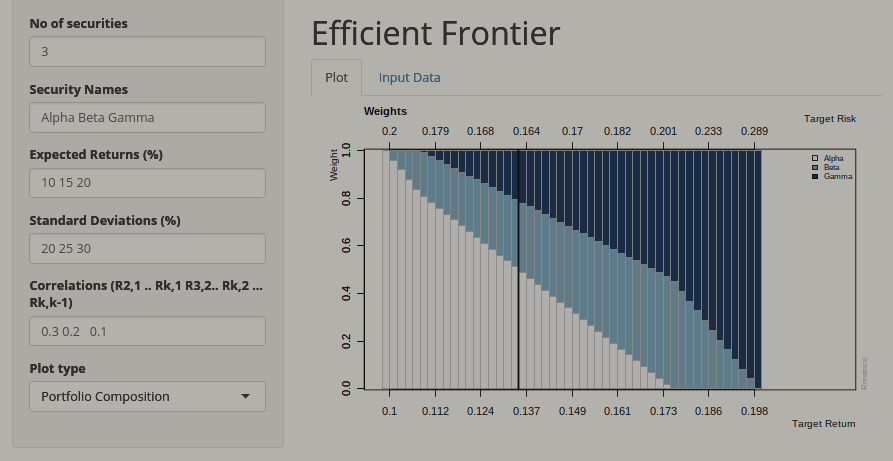 No of securities
3
Security Names
Alpha Beta Gamma
Expected Returns (%)
10 15 20
Standard Deviations (%)
20 25 30
Correlations (R2,1 .. Rk,1 R3,2.. Rk,2 ...
Rk,k-1)
0.3 0.2 0.1
Plot type
Portfolio Composition
Efficient Frontier
Plot Input Data
Weights
Target Risk
0.2 0.179 0.168 0.164 0.17 0.182 0.201 0.233 0.289
Weight
1.0
0.8
0.6
0.4
0.2
0.0
Alpha
Beta
Gamma
Rmetrics
0.1 0.112 0.124 0.137 0.149 0.161 0.173 0.186 0.198
Target Return